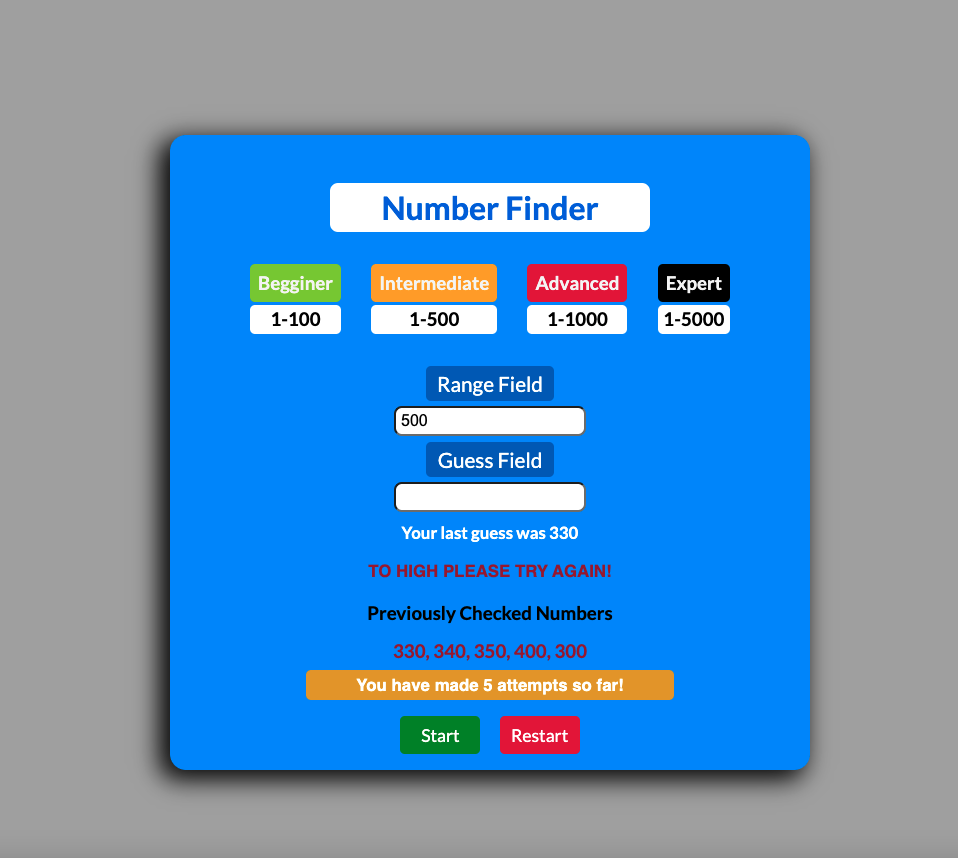 Number Finder
Begginer Intermediate Advanced Expert
1-100 1-500 1-1000 1-5000
Range Field
500
Guess Field
Your last guess was 330
TO HIGH PLEASE TRY AGAIN!
Previously Checked Numbers
330, 340, 350, 400, 300
You have made 5 attempts so far!
Start Restart